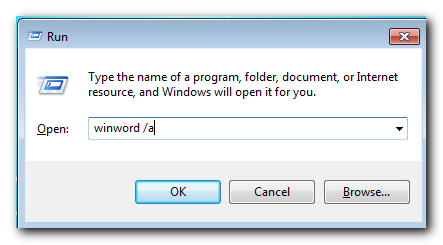 Run
Type the name of a program, folder, document, or Internet
resource, and Windows will open it for you.
Open: winword /a
OK Cancel Browse...